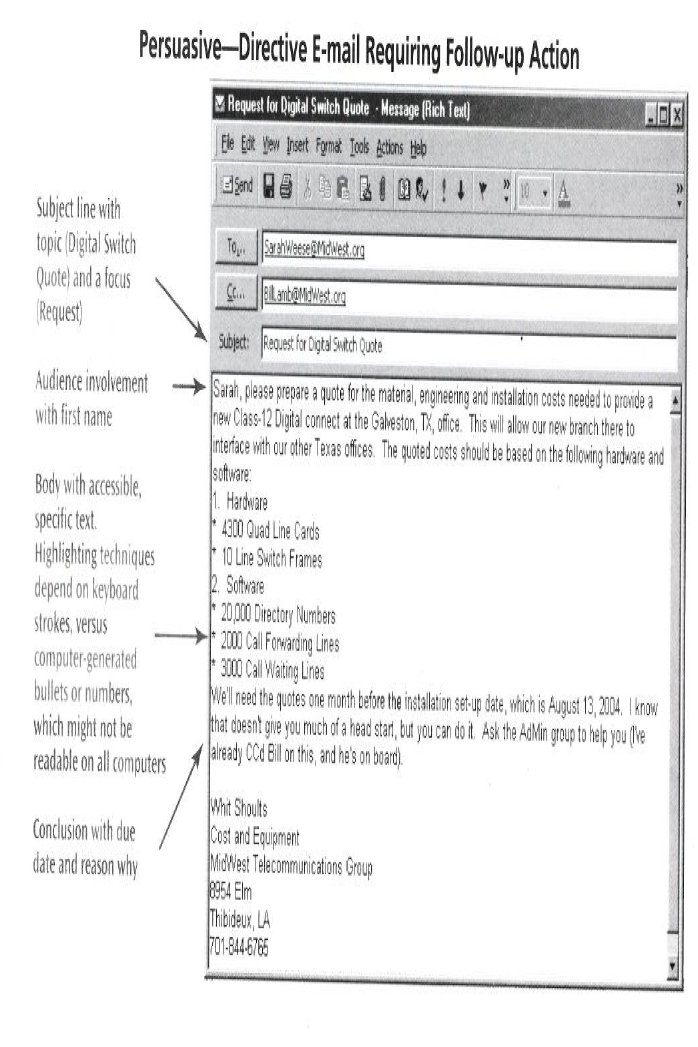 Persuasive—Directive E-mail Requiring Follow-up Action
Request for Digital Switch Quote - Message (Rich Text)
File Edit View Insert Format Tools Actions Help
Send
10
A
To...
SarahWeese@MidWest.org
Cc...
BillLamb@MidWest.org
Subject:
Request for Digital Switch Quote
Subject line with
topic (Digital Switch
Quote) and a focus
(Request)
Audience involvement
with first name
Body with accessible,
specific text.
Highlighting techniques
depend on keyboard
strokes, versus
computer-generated
bullets or numbers,
which might not be
readable on all computers
Conclusion with due
date and reason why
Sarah, please prepare a quote for the material, engineering and installation costs needed to provide a
new Class-12 Digital connect at the Galveston, TX, office. This will allow our new branch there to
interface with our other Texas offices. The quoted costs should be based on the following hardware and
software:
1. Hardware
* 4300 Quad Line Cards
* 10 Line Switch Frames
2. Software
* 20,000 Directory Numbers
* 2000 Call Forwarding Lines
* 3000 Call Waiting Lines
We'll need the quotes one month before the installation set-up date, which is August 13, 2004. I know
that doesn't give you much of a head start, but you can do it. Ask the AdMin group to help you (I've
already CCd Bill on this, and he's on board).
Whit Shoults
Cost and Equipment
MidWest Telecommunications Group
8954 Elm
Thibideux, LA
701-844-6765